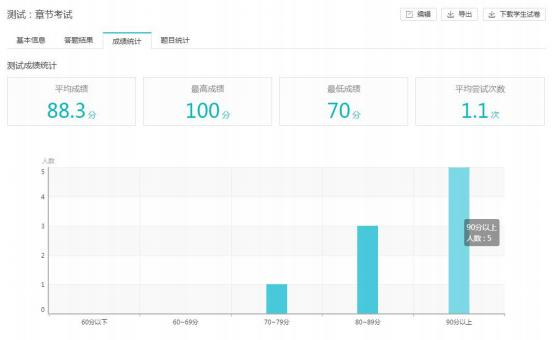 测试：章节考试
编辑 导出 下载学生试卷
基本信息 答题结果 成绩统计 题目统计
测试成绩统计
平均成绩 最高成绩 最低成绩 平均尝试次数
88.3分 100分 70分 1.1次
人数
5
4
3
2
1
0
90分以上
人数：5
60分以下 60~69分 70~79分 80~89分 90分以上